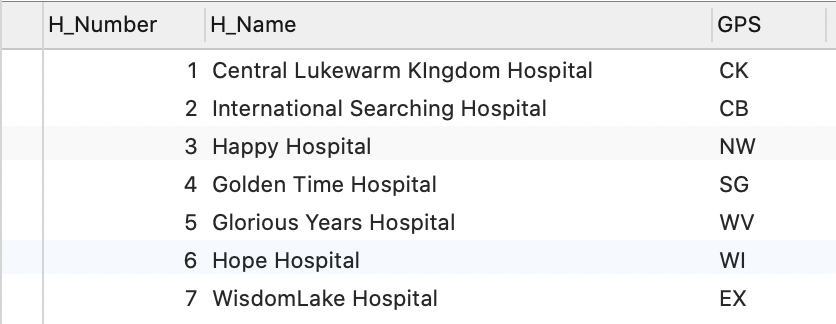 H_Number H_Name GPS
1 Central Lukewarm KIngdom Hospital CK
2 International Searching Hospital CB
3 Happy Hospital NW
4 Golden Time Hospital SG
5 Glorious Years Hospital WV
6 Hope Hospital WI
7 WisdomLake Hospital EX